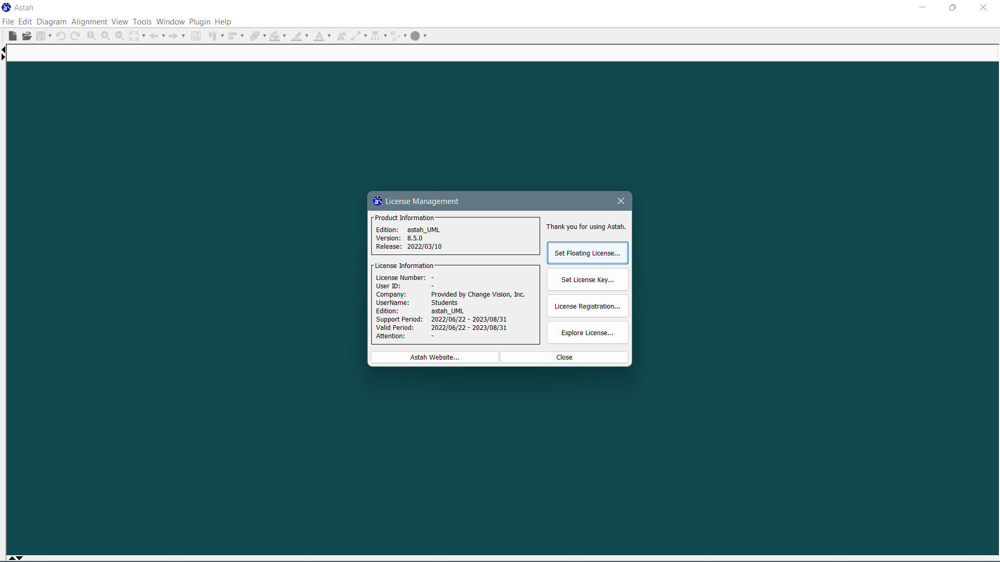 Astah
File Edit Diagram Alignment View Tools Window Plugin Help
License Management
Product Information
Edition: astah_UML
Version: 8.5.0
Release: 2022/03/10
Thank you for using Astah.
Set Floating License...
Set License Key...
License Registration...
Explore License...
License Information
License Number: -
User ID: -
Company: Provided by Change Vision, Inc.
UserName: Students
Edition: astah_UML
Support Period: 2022/06/22 - 2023/08/31
Valid Period: 2022/06/22 - 2023/08/31
Attention: -
Astah Website...
Close